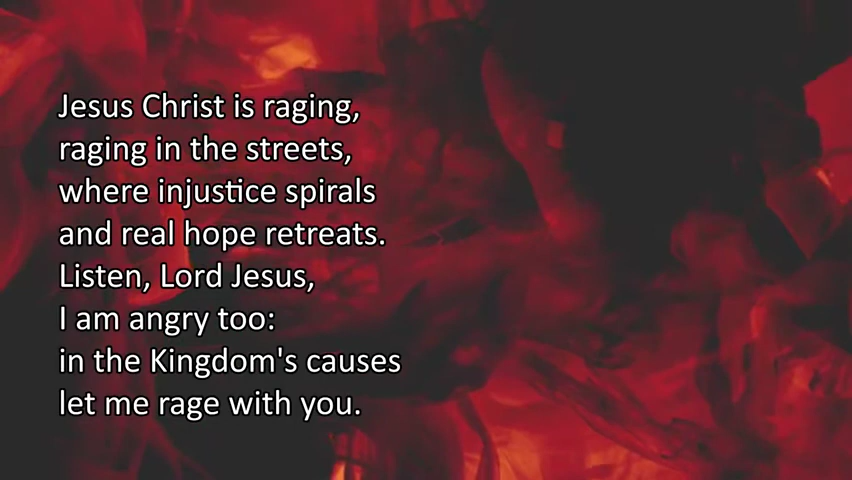 Jesus Christ is raging,
raging in the streets,
where injustice spirals
and real hope retreats.
Listen, Lord Jesus,
I am angry too:
in the Kingdom's causes
let me rage with you.